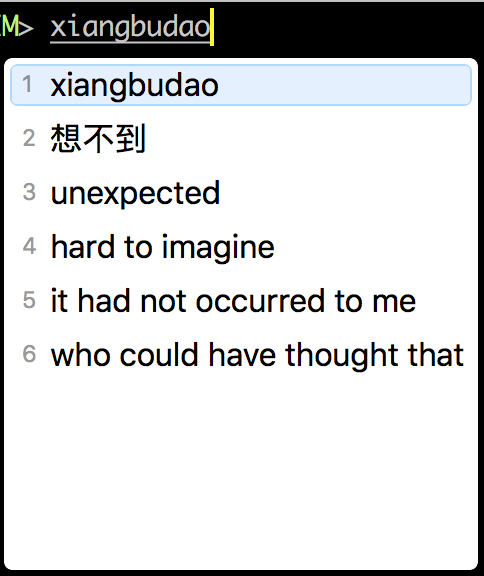 M> xiangbudao
1 xiangbudao
2 想不到
3 unexpected
4 hard to imagine
5 it had not occurred to me
6 who could have thought that